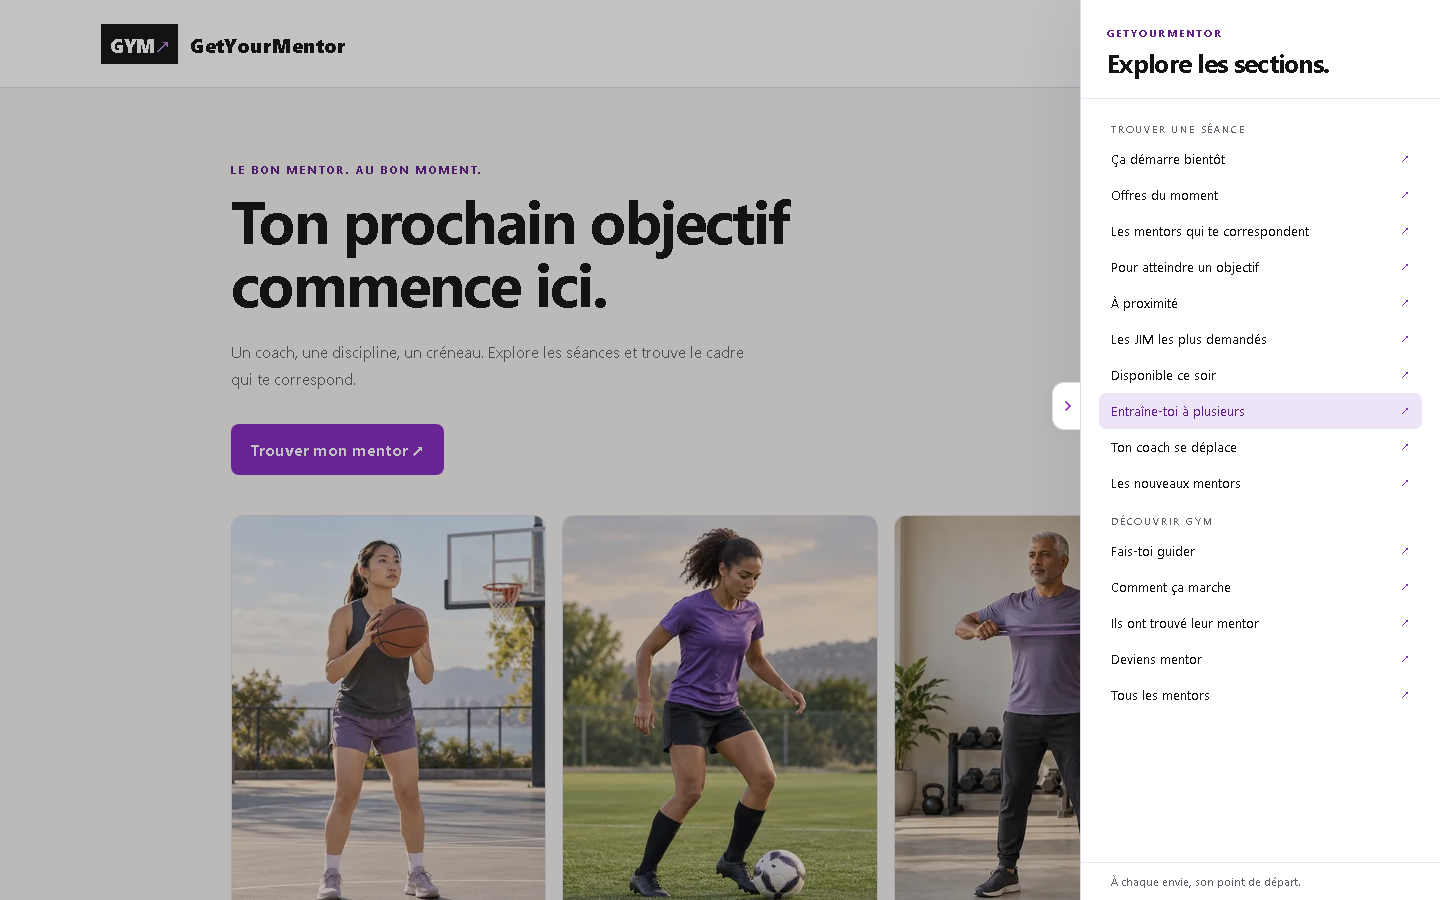 GYM↗ GetYourMentor
LE BON MENTOR. AU BON MOMENT.
Ton prochain objectif
commence ici.
Un coach, une discipline, un créneau. Explore les séances et trouve le cadre
qui te correspond.
Trouver mon mentor ↗
GETYOURMENTOR
Explore les sections.
TROUVER UNE SÉANCE
Ça démarre bientôt ↗
Offres du moment ↗
Les mentors qui te correspondent ↗
Pour atteindre un objectif ↗
À proximité ↗
Les JIM les plus demandés ↗
Disponible ce soir ↗
Entraîne-toi à plusieurs ↗
Ton coach se déplace ↗
Les nouveaux mentors ↗
DÉCOUVRIR GYM
Fais-toi guider ↗
Comment ça marche ↗
Ils ont trouvé leur mentor ↗
Deviens mentor ↗
Tous les mentors ↗
À chaque envie, son point de départ.